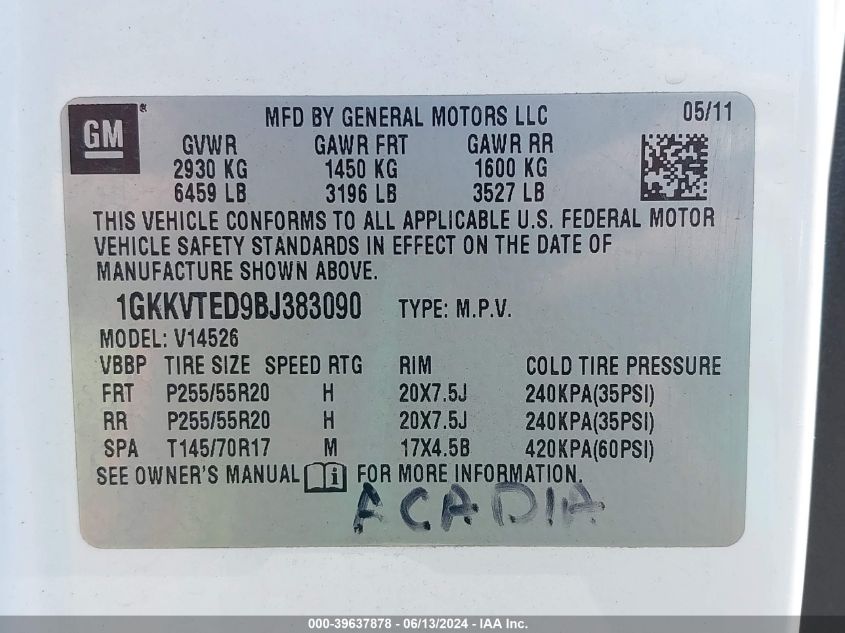 GM MFD BY GENERAL MOTORS LLC 05/11
GVWR GAWR FRT GAWR RR
2930 KG 1450 KG 1600 KG
6459 LB 3196 LB 3527 LB
THIS VEHICLE CONFORMS TO ALL APPLICABLE U.S. FEDERAL MOTOR
VEHICLE SAFETY STANDARDS IN EFFECT ON THE DATE OF
MANUFACTURE SHOWN ABOVE.
1GKKVTED9BJ383090 TYPE: M.P.V.
MODEL: V14526
VBBP TIRE SIZE SPEED RTG RIM COLD TIRE PRESSURE
FRT P255/55R20 H 20X7.5J 240KPA(35PSI)
RR P255/55R20 H 20X7.5J 240KPA(35PSI)
SPA T145/70R17 M 17X4.5B 420KPA(60PSI)
SEE OWNER'S MANUAL i FOR MORE INFORMATION.
ACADIA
000-39637878 - 06/13/2024 - IAA Inc.